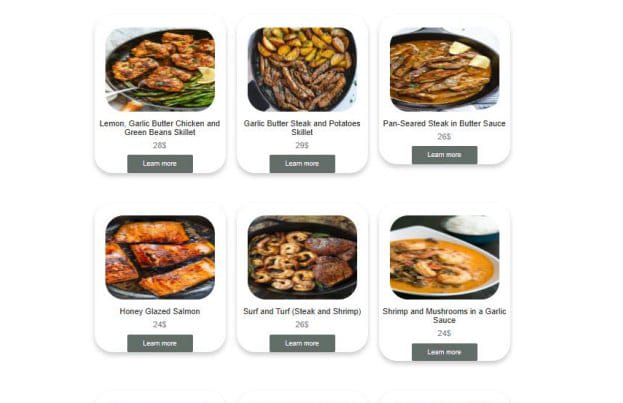 Lemon, Garlic Butter Chicken and
Green Beans Skillet
28$
Learn more
Garlic Butter Steak and Potatoes
Skillet
29$
Learn more
Pan-Seared Steak in Butter Sauce
26$
Learn more
Honey Glazed Salmon
24$
Learn more
Surf and Turf (Steak and Shrimp)
26$
Learn more
Shrimp and Mushrooms in a Garlic
Sauce
24$
Learn more